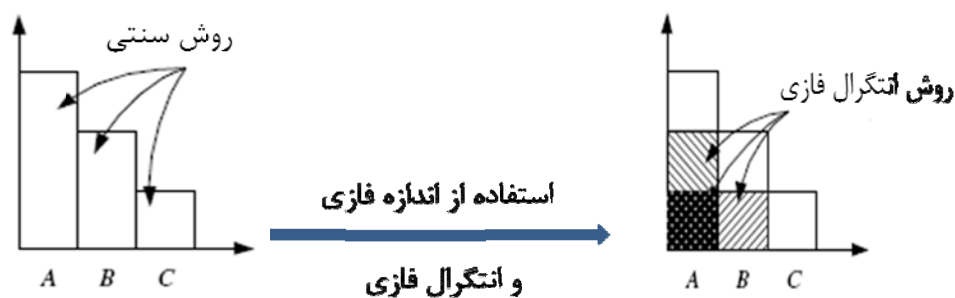 روش سنتی
A B C
استفاده از اندازه فازی
و انتگرال فازی
روش انتگرال فازی
A B C